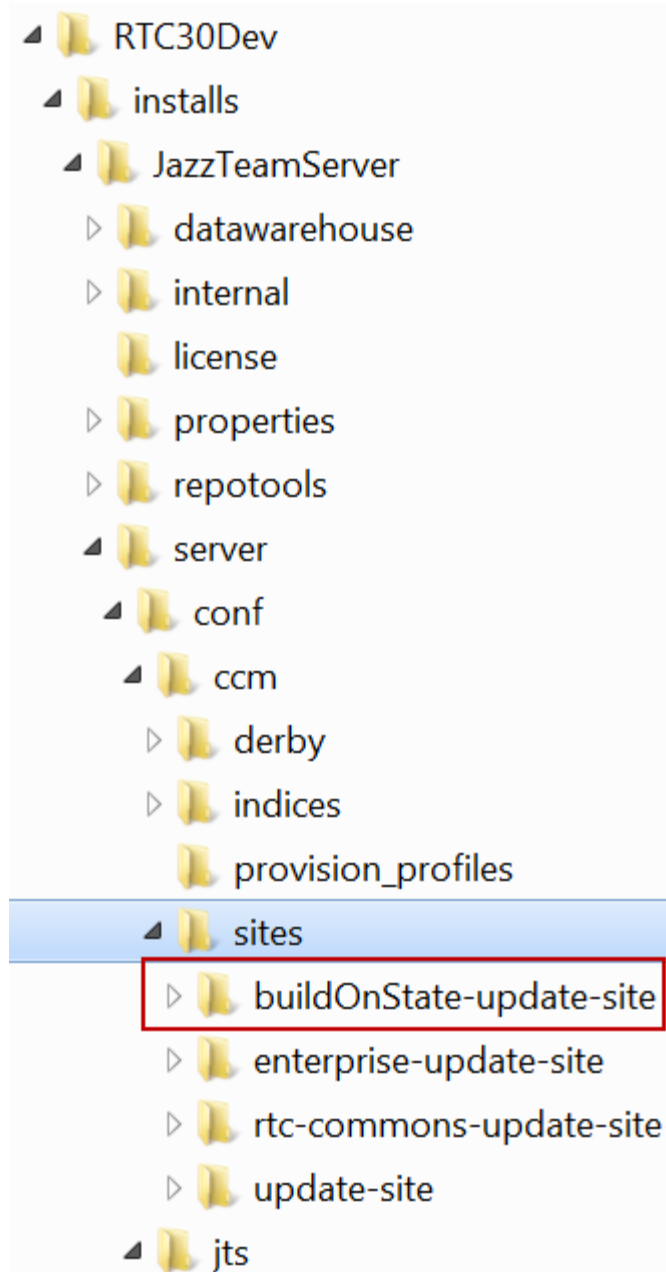 RTC30Dev
installs
JazzTeamServer
datawarehouse
internal
license
properties
repotools
server
conf
ccm
derby
indices
provision_profiles
sites
buildOnState-update-site
enterprise-update-site
rtc-commons-update-site
update-site
jts